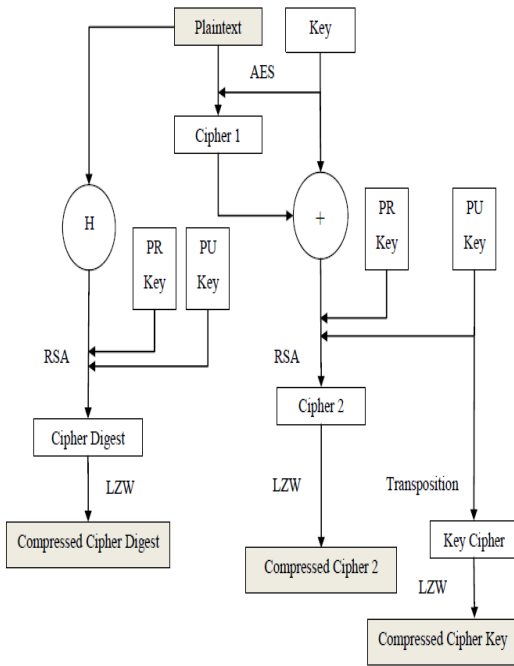 Plaintext
Key
AES
Cipher 1
H
+
PR
Key
PU
Key
PR
Key
PU
Key
RSA
RSA
Cipher Digest
Cipher 2
LZW
LZW
Transposition
Compressed Cipher Digest
Key Cipher
Compressed Cipher 2
LZW
Compressed Cipher Key